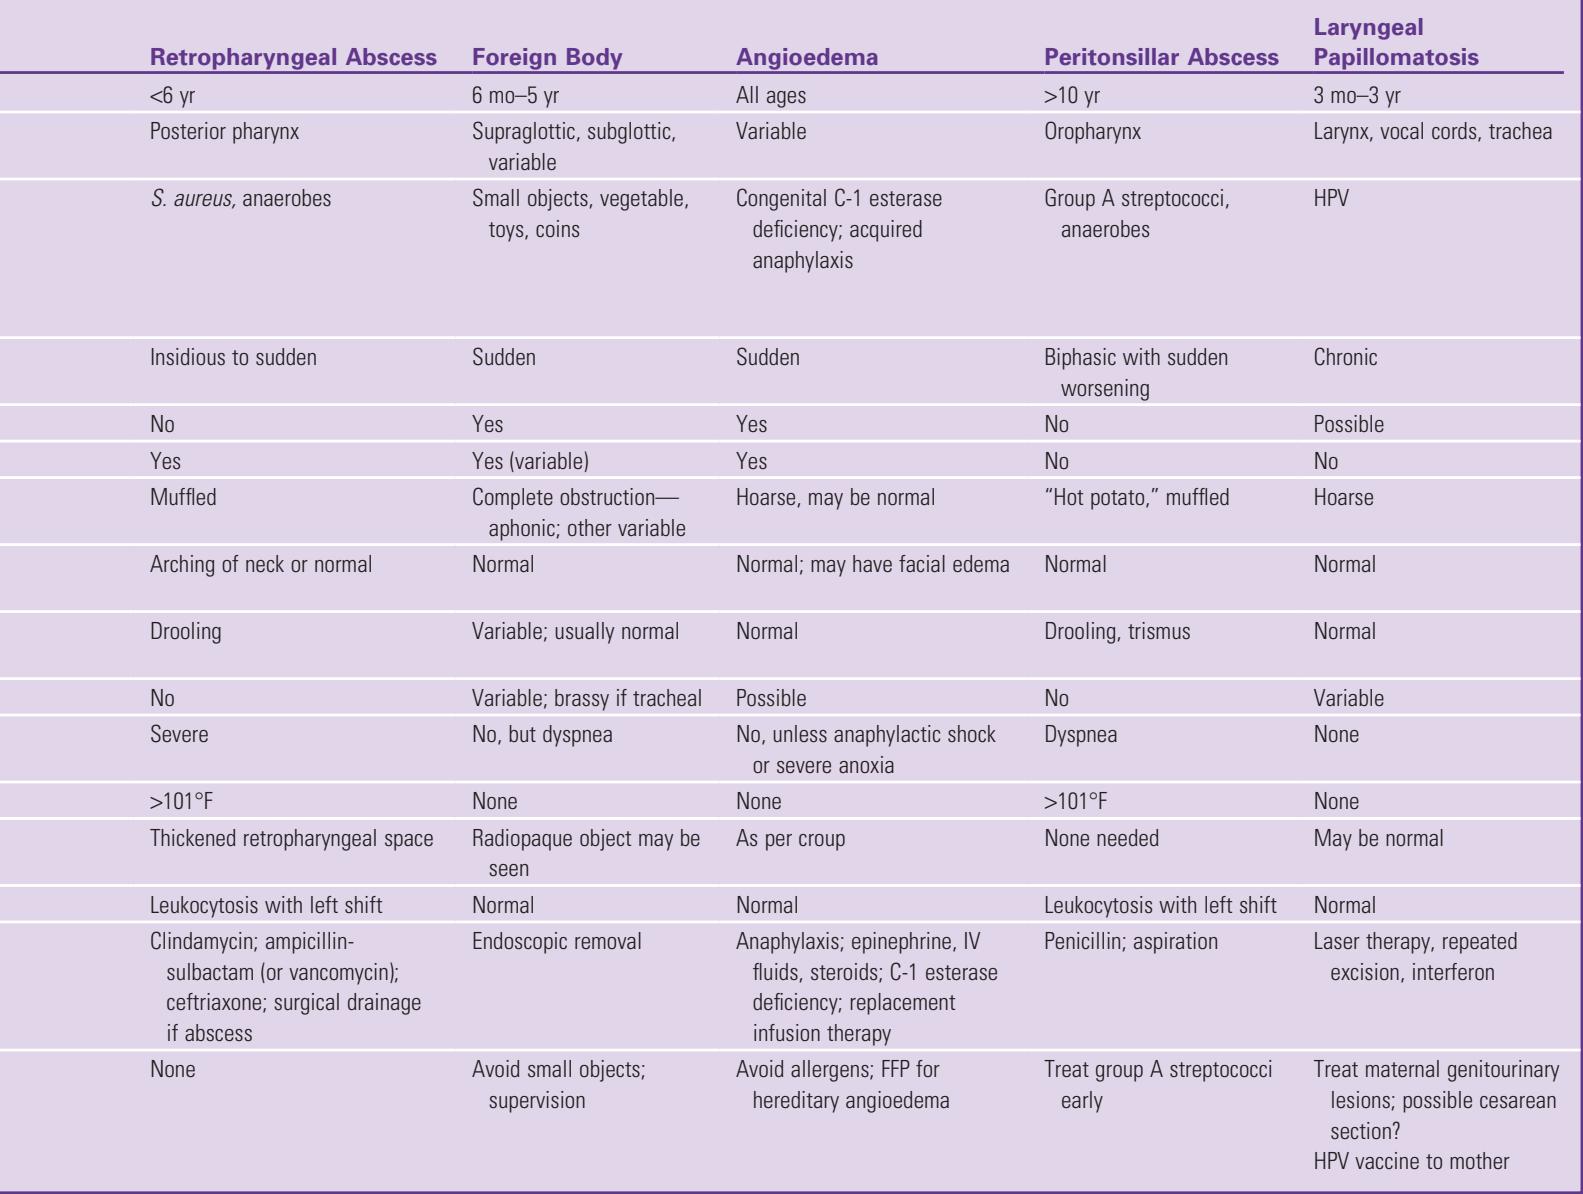 Retropharyngeal Abscess Foreign Body Angioedema Peritonsillar Abscess Laryngeal
Papillomatosis
<6 yr 6 mo–5 yr All ages >10 yr 3 mo–3 yr
Posterior pharynx Supraglottic, subglottic, Variable Oropharynx Larynx, vocal cords, trachea
variable
S. aureus, anaerobes Small objects, vegetable, Congenital C-1 esterase Group A streptococci, HPV
toys, coins deficiency; acquired anaerobes
anaphylaxis
Insidious to sudden Sudden Sudden Biphasic with sudden Chronic
worsening
No Yes Yes No Possible
Yes Yes (variable) Yes No No
Muffled Complete obstruction— Hoarse, may be normal “Hot potato,” muffled Hoarse
aphonic; other variable
Arching of neck or normal Normal Normal; may have facial edema Normal Normal
Drooling Variable; usually normal Normal Drooling, trismus Normal
No Variable; brassy if tracheal Possible No Variable
Severe No, but dyspnea No, unless anaphylactic shock Dyspnea None
or severe anoxia
>101°F None None >101°F None
Thickened retropharyngeal space Radiopaque object may be As per croup None needed May be normal
seen
Leukocytosis with left shift Normal Normal Leukocytosis with left shift Normal
Clindamycin; ampicillin- Endoscopic removal Anaphylaxis; epinephrine, IV Penicillin; aspiration Laser therapy, repeated
sulbactam (or vancomycin); fluids, steroids; C-1 esterase excision, interferon
ceftriaxone; surgical drainage deficiency; replacement
if abscess infusion therapy
None Avoid small objects; Avoid allergens; FFP for Treat group A streptococci Treat maternal genitourinary
supervision hereditary angioedema early lesions; possible cesarean
section?
HPV vaccine to mother